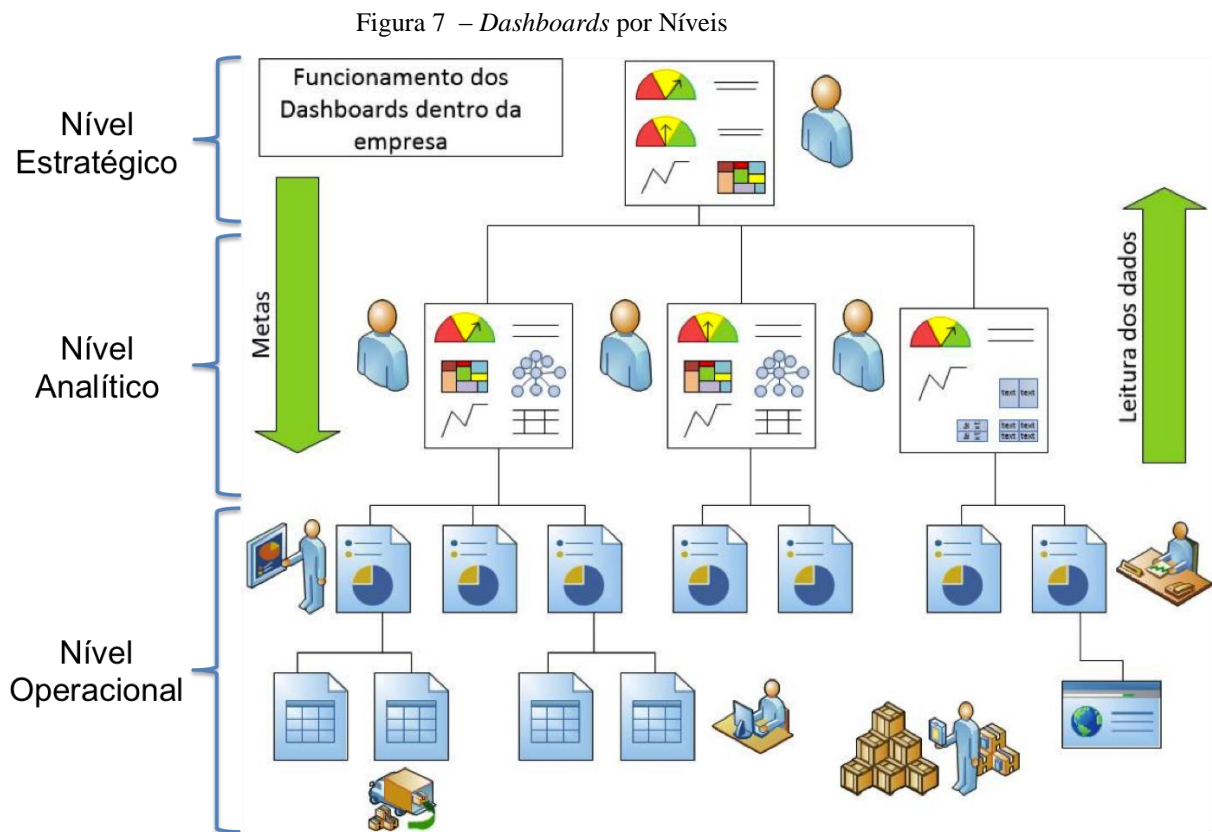 Figura 7 – Dashboards por Níveis
Funcionamento dos
Dashboards dentro da
empresa
Nível
Estratégico
Metas
Leitura dos dados
Nível
Analítico
text text
text text
text text
Nível
Operacional